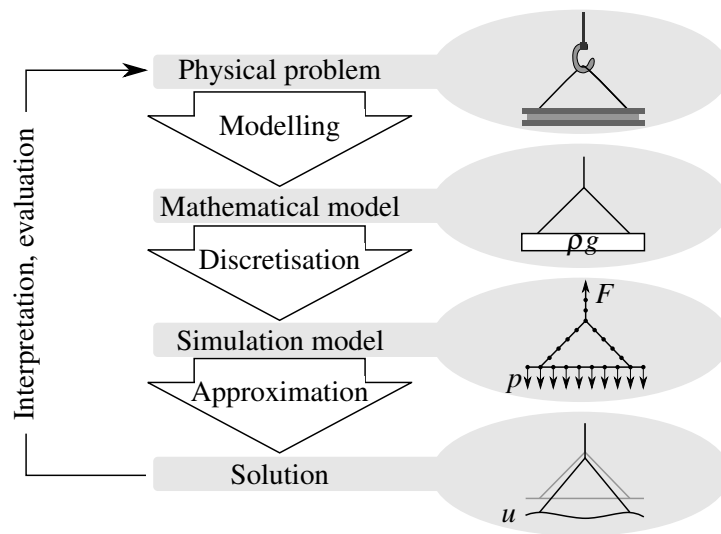 Physical problem
Modelling
Mathematical model
ρg
Discretisation
F
Simulation model
p
Approximation
Solution
u
Interpretation, evaluation